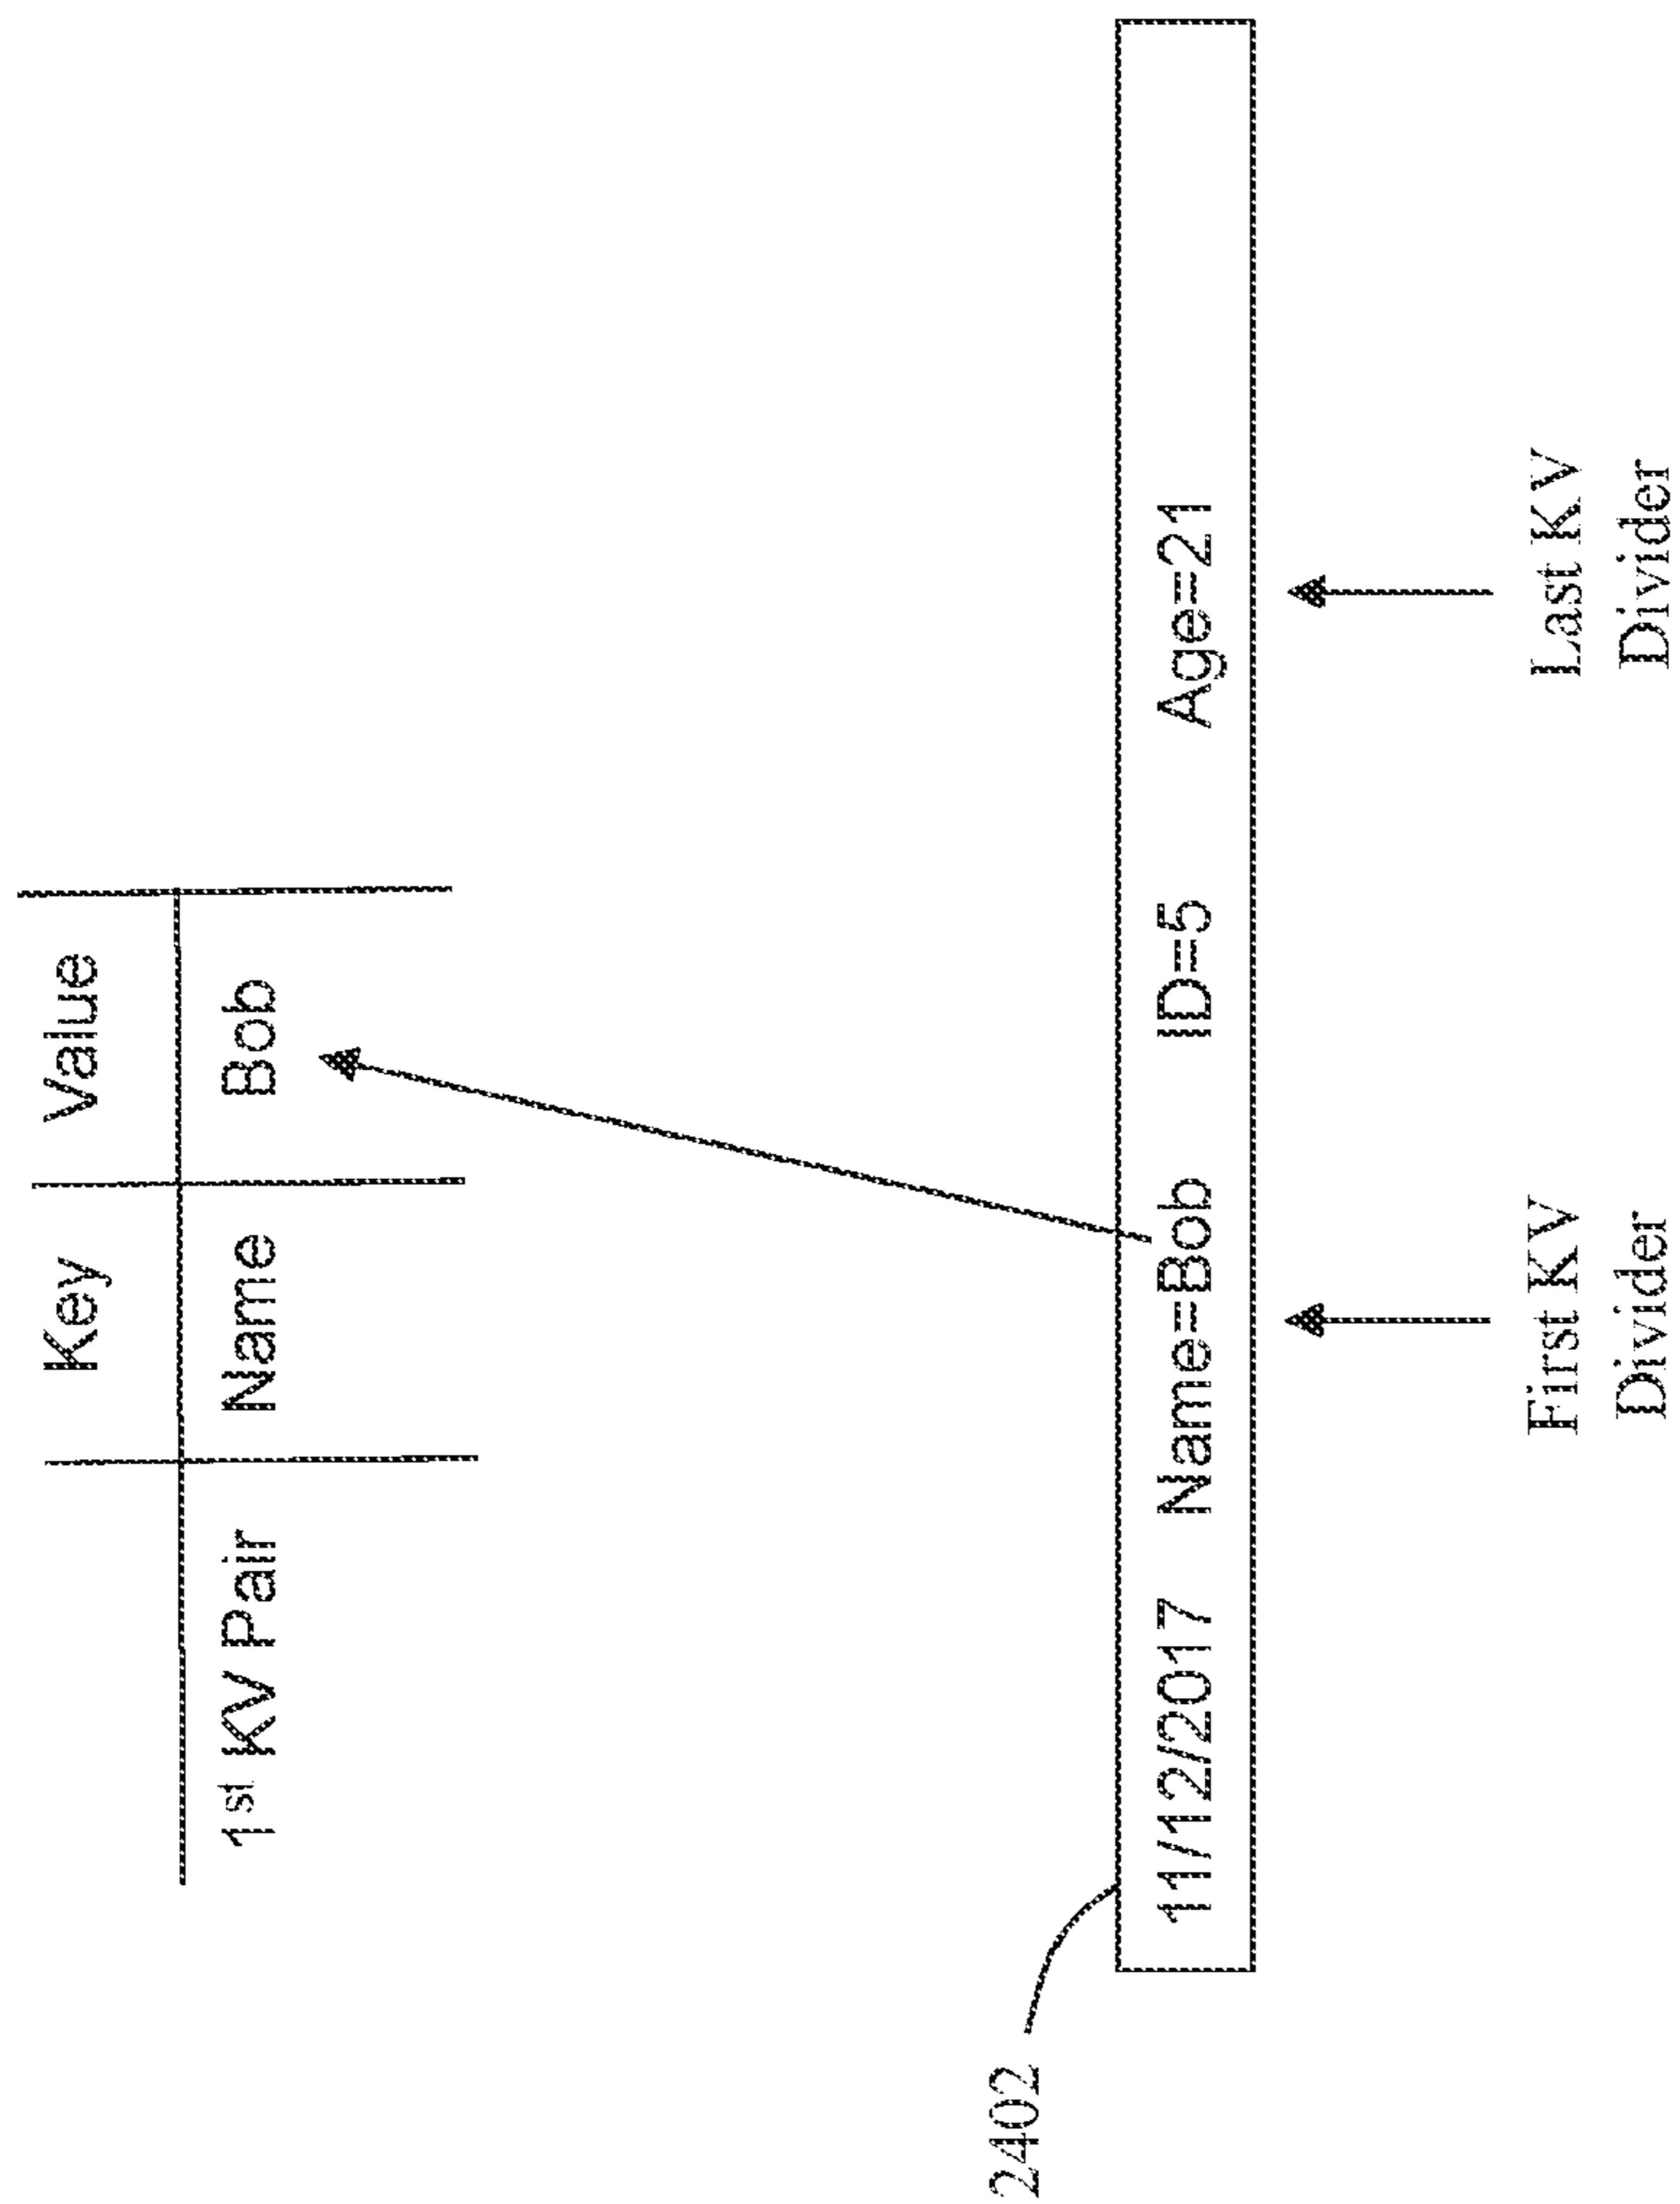 Key Value
1st KV Pair Name Bob
2402
11/12/2017 Name=Bob ID=5 Age=21
First KV Last KV
Divider Divider